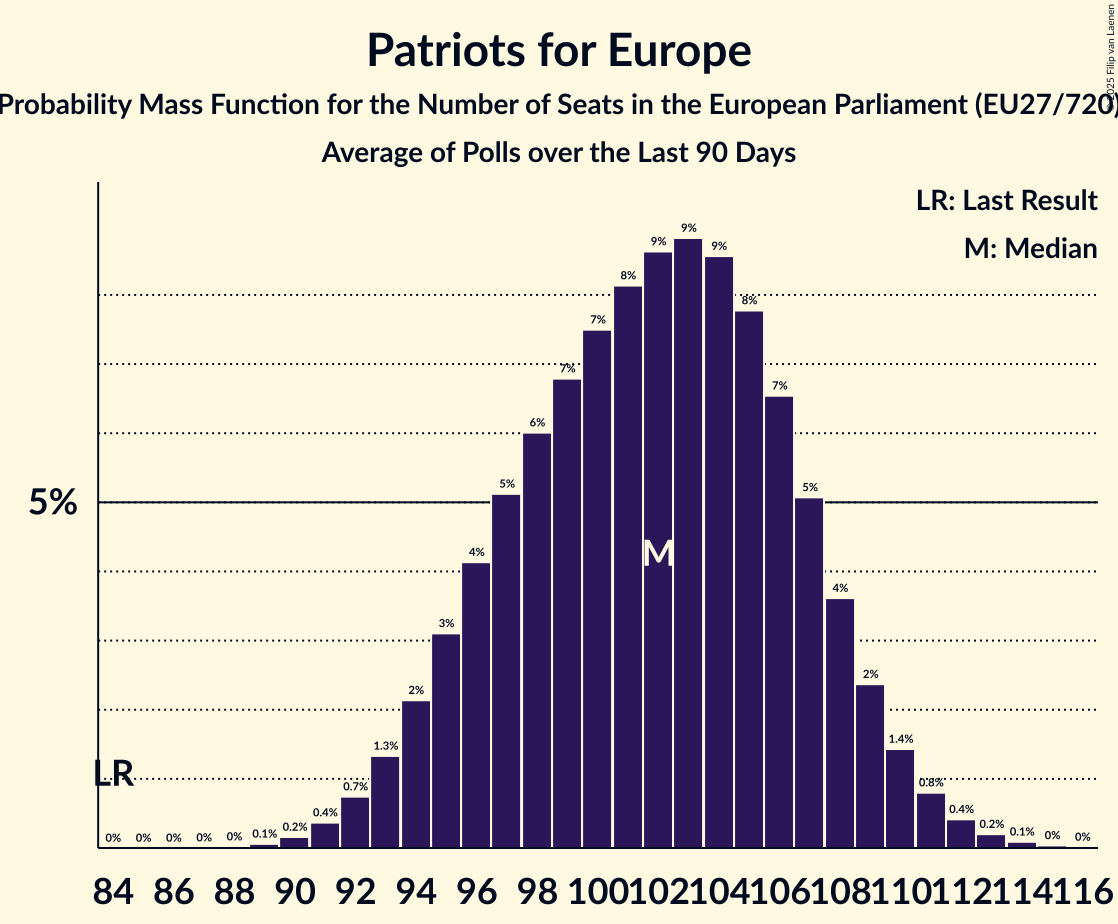 Patriots for Europe
Probability Mass Function for the Number of Seats in the European Parliament (EU27/720)
Average of Polls over the Last 90 Days
© 2025 Filip van Laenen
LR: Last Result
M: Median
5%
0% 0% 0% 0% 0% 0.1% 0.2% 0.4% 0.7% 1.3% 2% 3% 4% 5% 6% 7% 7% 8% 9% 9% 9% 8% 7% 5% 4% 2% 1.4% 0.8% 0.4% 0.2% 0.1% 0% 0%
M
LR
84 86 88 90 92 94 96 98 100 102 104 106 108 110 112 114 116